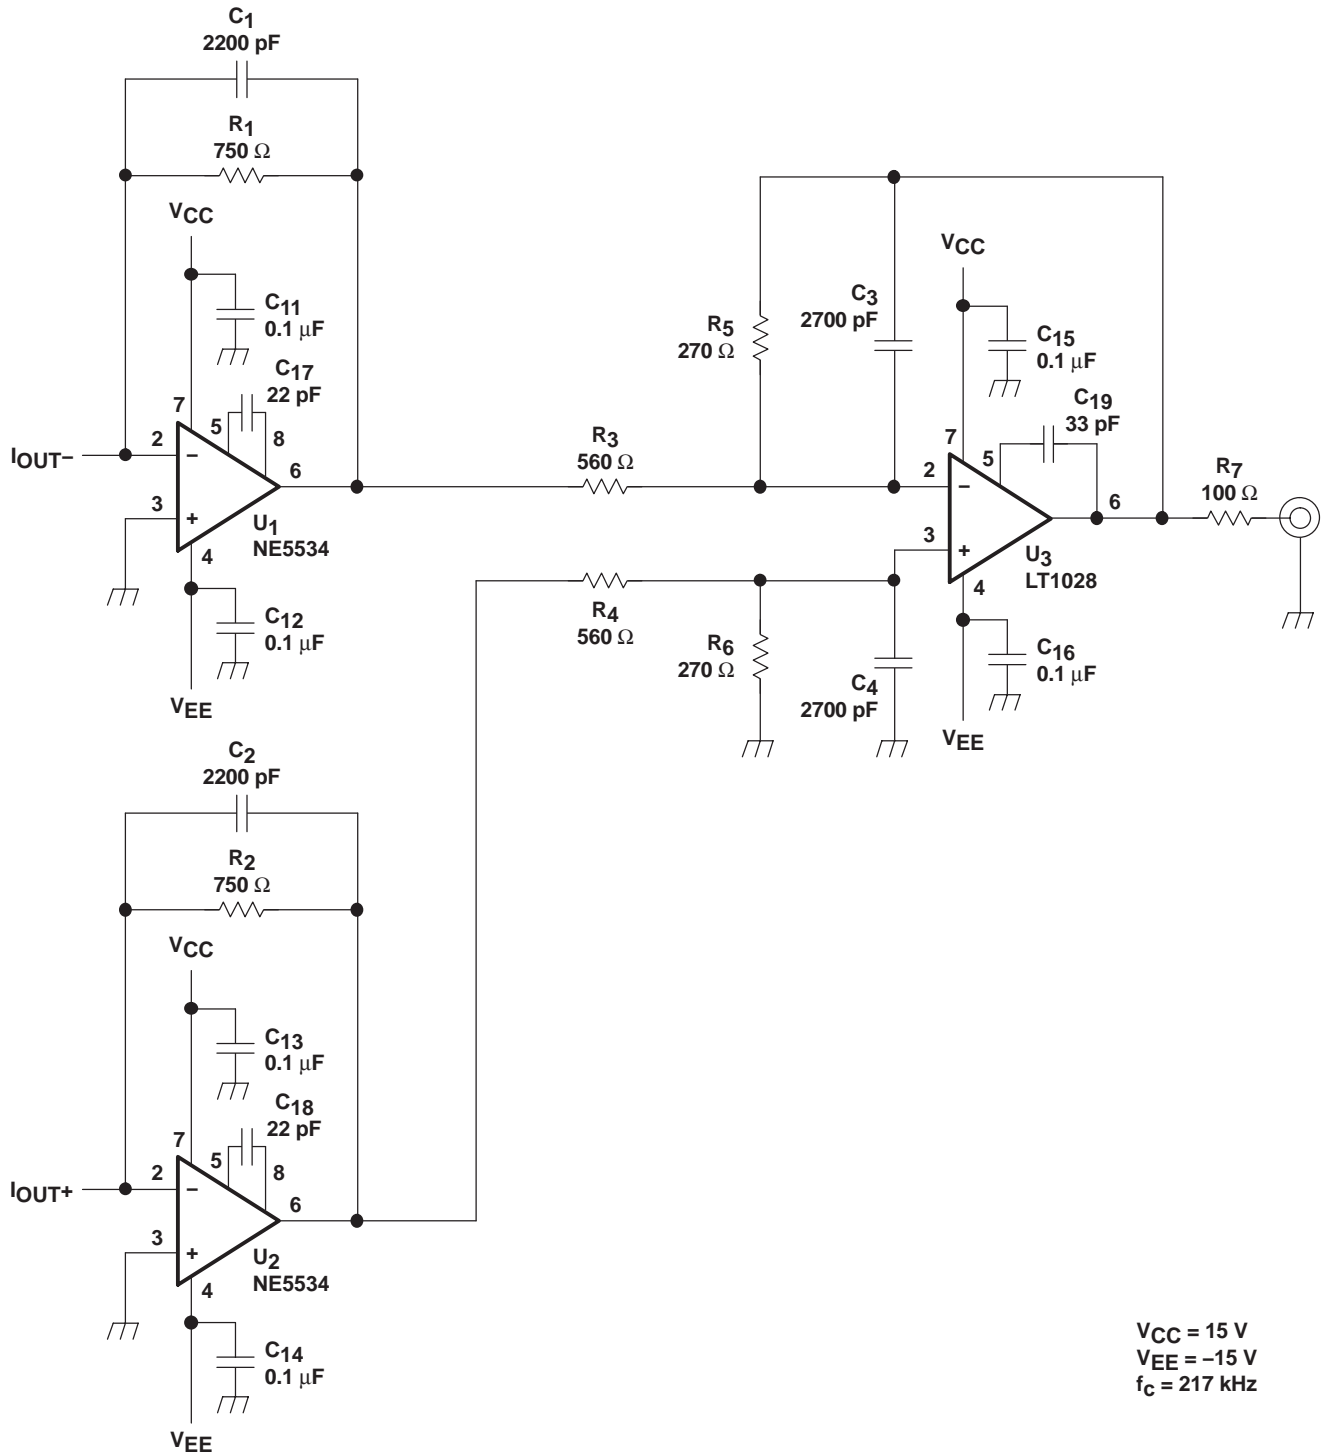 C1
2200 pF
R1
750 Ω
VCC
C11
0.1 μF
C17
22 pF
7
5
8
2
IOUT–
–
6
3
+
U1
NE5534
4
C12
0.1 μF
VEE
R3
560 Ω
R5
270 Ω
C3
2700 pF
VCC
C15
0.1 μF
C19
33 pF
7
5
2
–
6
R7
100 Ω
3
+
U3
LT1028
4
R4
560 Ω
R6
270 Ω
C4
2700 pF
C16
0.1 μF
VEE
C2
2200 pF
R2
750 Ω
VCC
C13
0.1 μF
C18
22 pF
7
5
8
2
IOUT+
–
6
3
+
U2
NE5534
4
C14
0.1 μF
VEE
VCC = 15 V
VEE = –15 V
fC = 217 kHz